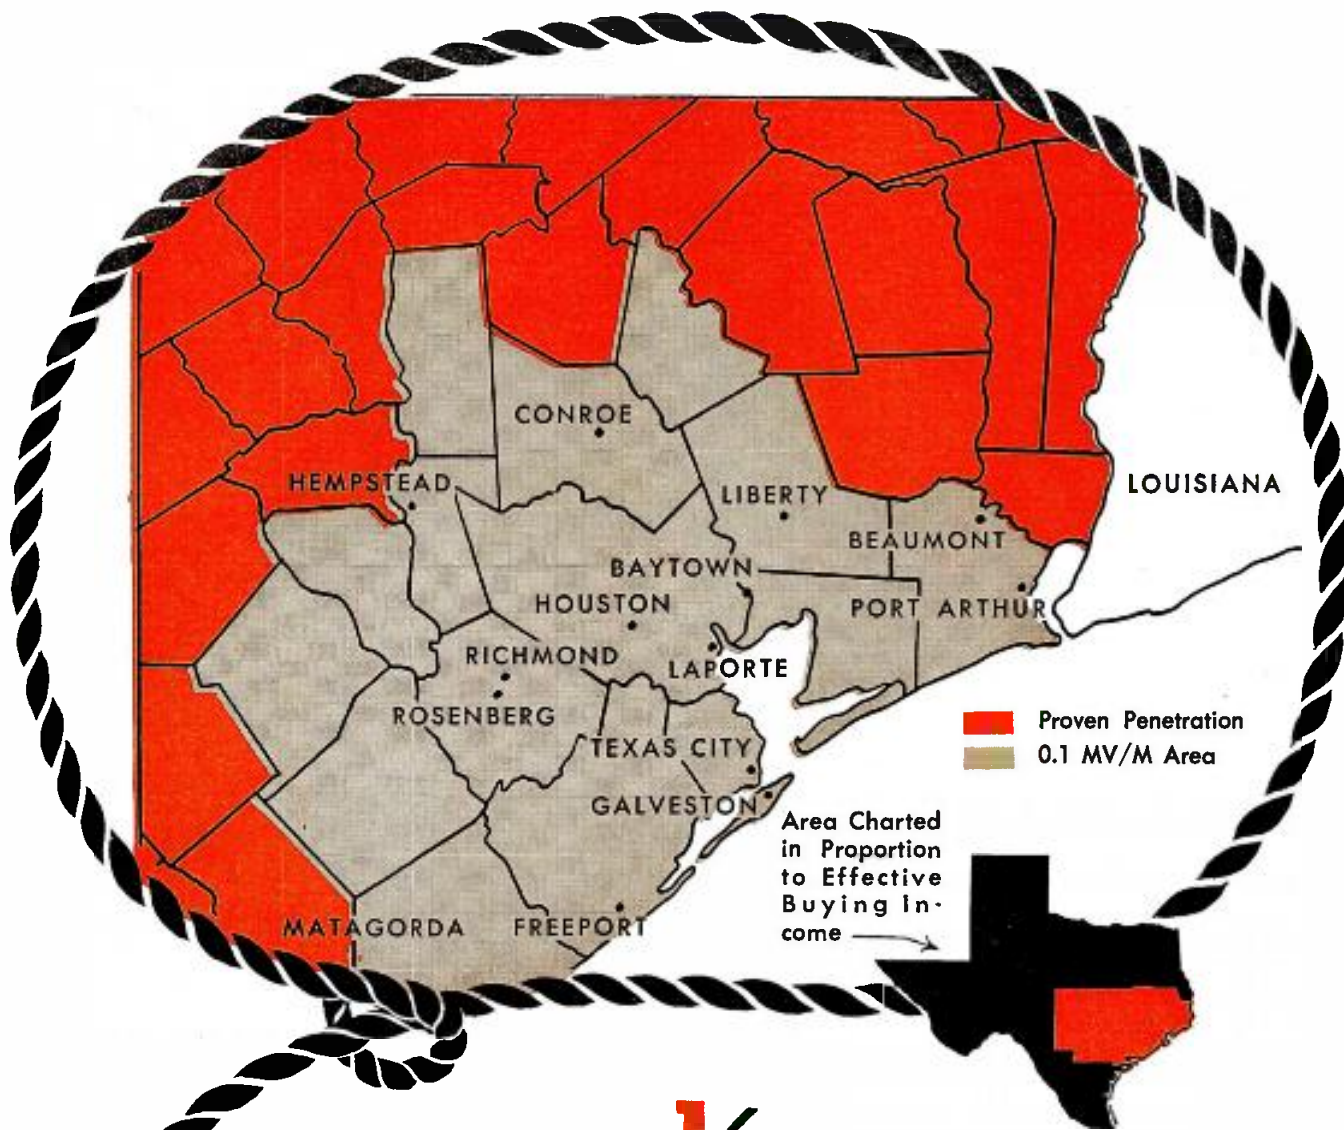 CONROE
HEMPSTEAD
LIBERTY
LOUISIANA
BEAUMONT
BAYTOWN
HOUSTON
PORT ARTHUR
RICHMOND
LAPORTE
ROSENBERG
TEXAS CITY
GALVESTON
MATAGORDA
FREEPORT
Proven Penetration
0.1 MV/M Area
Area Charted
in Proportion
to Effective
Buying In-
come